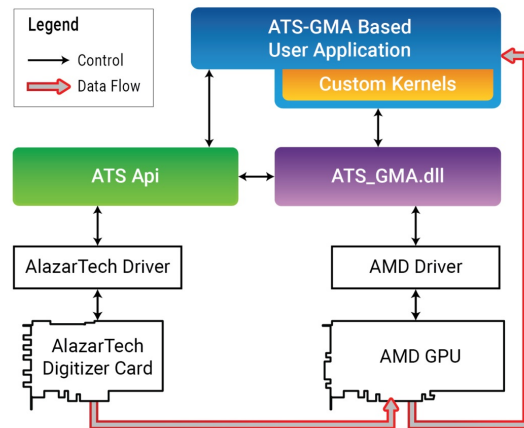 Legend
Control
Data Flow
ATS-GMA Based
User Application
Custom Kernels
ATS Api
ATS_GMA.dll
AlazarTech Driver
AMD Driver
AlazarTech
Digitizer Card
AMD GPU